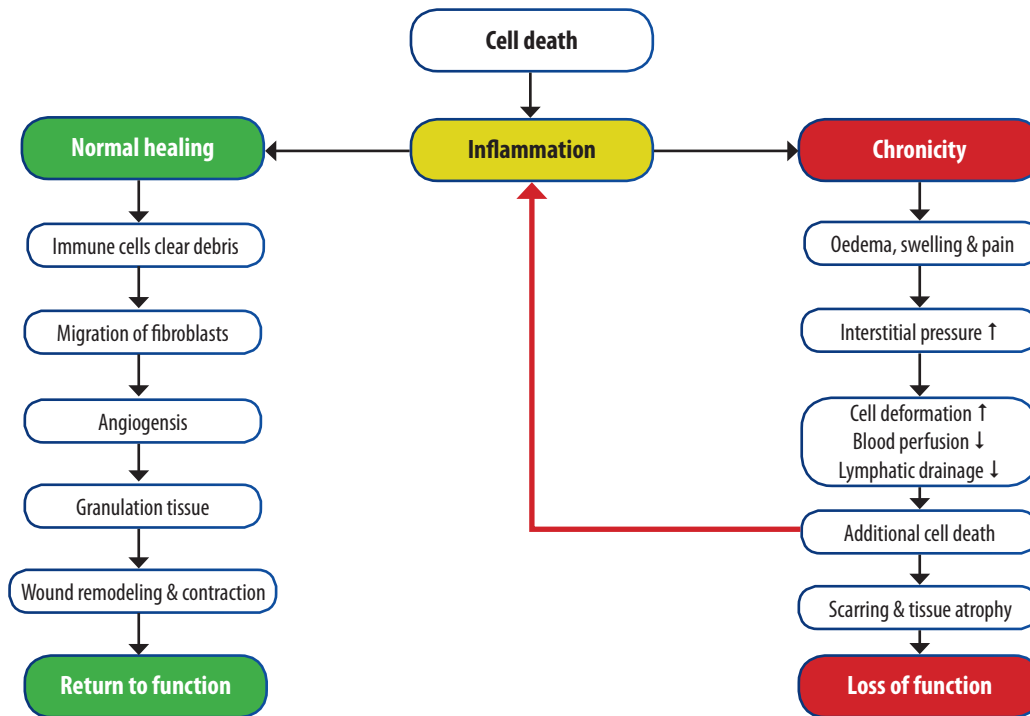 Cell death
Inflammation
Normal healing
Immune cells clear debris
Migration of fibroblasts
Angiogensis
Granulation tissue
Wound remodeling & contraction
Return to function
Chronicity
Oedema, swelling & pain
Interstitial pressure ↑
Cell deformation ↑
Blood perfusion ↓
Lymphatic drainage ↓
Additional cell death
Scarring & tissue atrophy
Loss of function